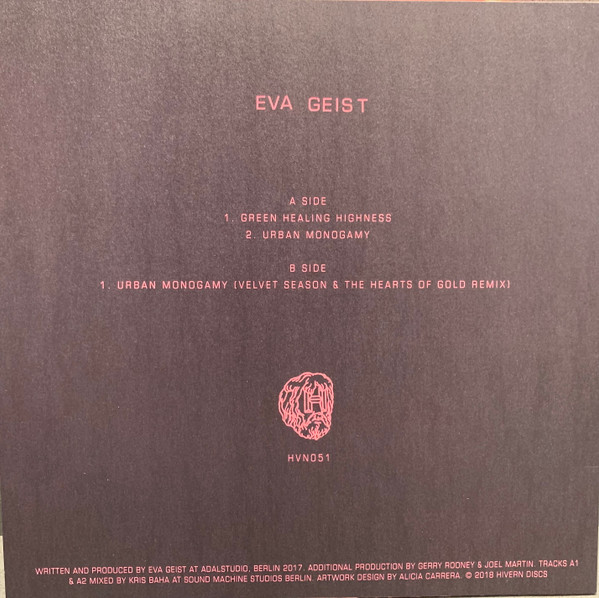 EVA GEIST
A SIDE
1. GREEN HEALING HIGHNESS
2. URBAN MONOGAMY
B SIDE
1. URBAN MONOGAMY (VELVET SEASON & THE HEARTS OF GOLD REMIX)
H
HVN051
WRITTEN AND PRODUCED BY EVA GEIST AT ADALSTUDIO, BERLIN 2017. ADDITIONAL PRODUCTION BY GERRY ROONEY & JOEL MARTIN. TRACKS A1
& A2 MIXED BY KRIS BAHA AT SOUND MACHINE STUDIOS BERLIN. ARTWORK DESIGN BY ALICIA CARRERA. © 2018 HIVERN DISCS